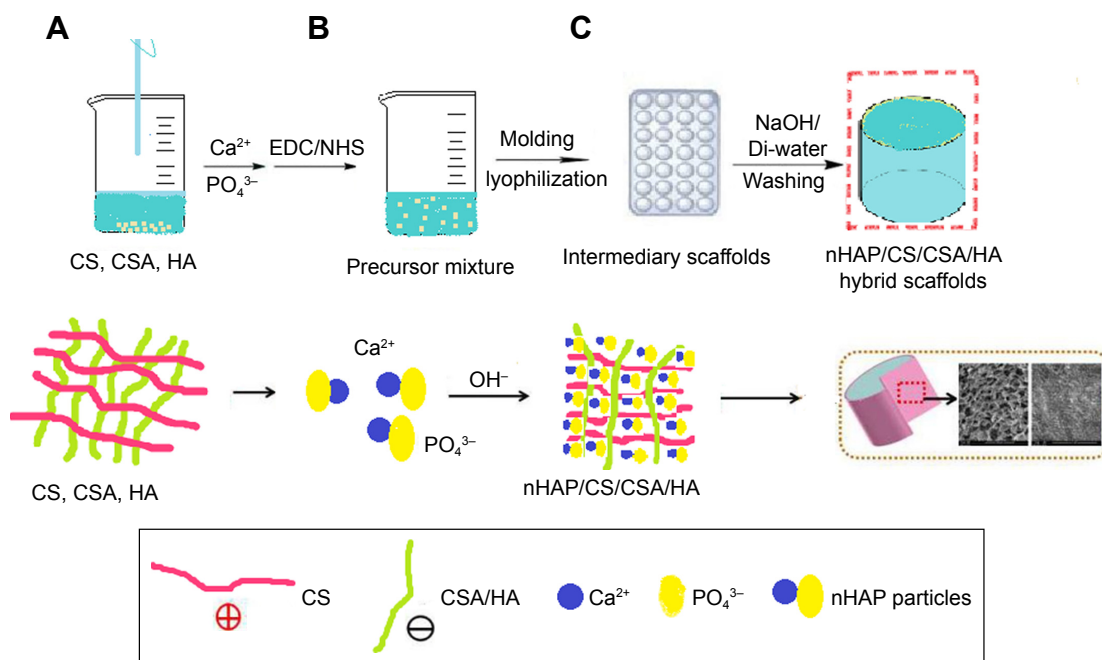 A
B
C
Ca²⁺
PO₄³⁻
EDC/NHS
Molding
lyophilization
NaOH/
Di-water
Washing
CS, CSA, HA
Precursor mixture
Intermediary scaffolds
nHAP/CS/CSA/HA
hybrid scaffolds
Ca²⁺
PO₄³⁻
OH⁻
CS, CSA, HA
nHAP/CS/CSA/HA
CS
CSA/HA
Ca²⁺
PO₄³⁻
nHAP particles